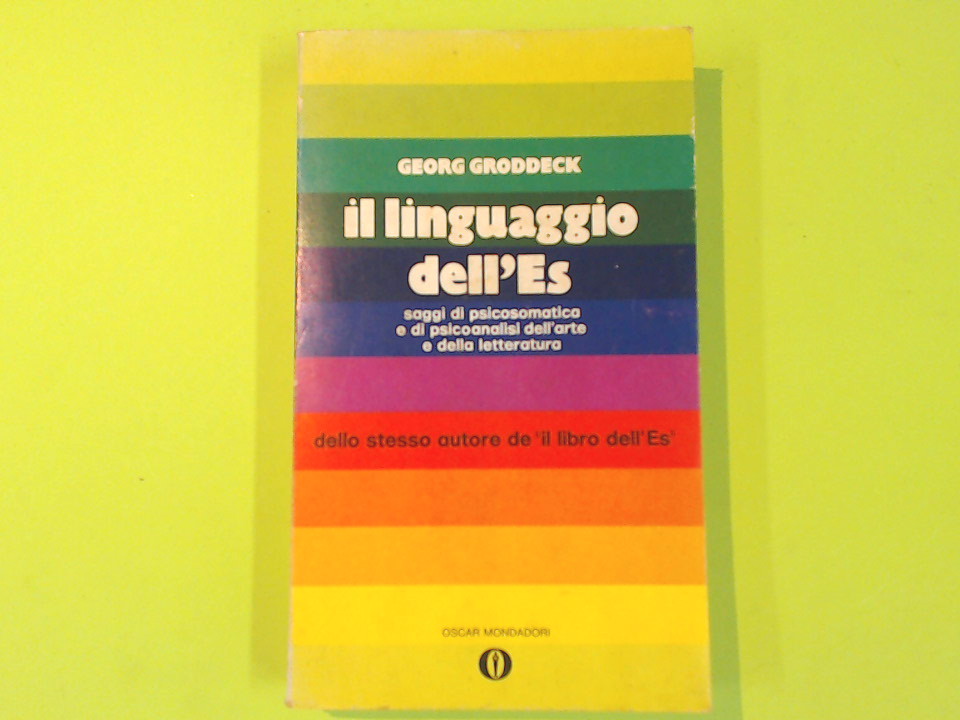 GEORG GRODDECK
il linguaggio
dell'Es
saggi di psicosomatica
e di psicoanalisi dell'arte
e della letteratura
dello stesso autore de "il libro dell'Es"
OSCAR MONDADORI